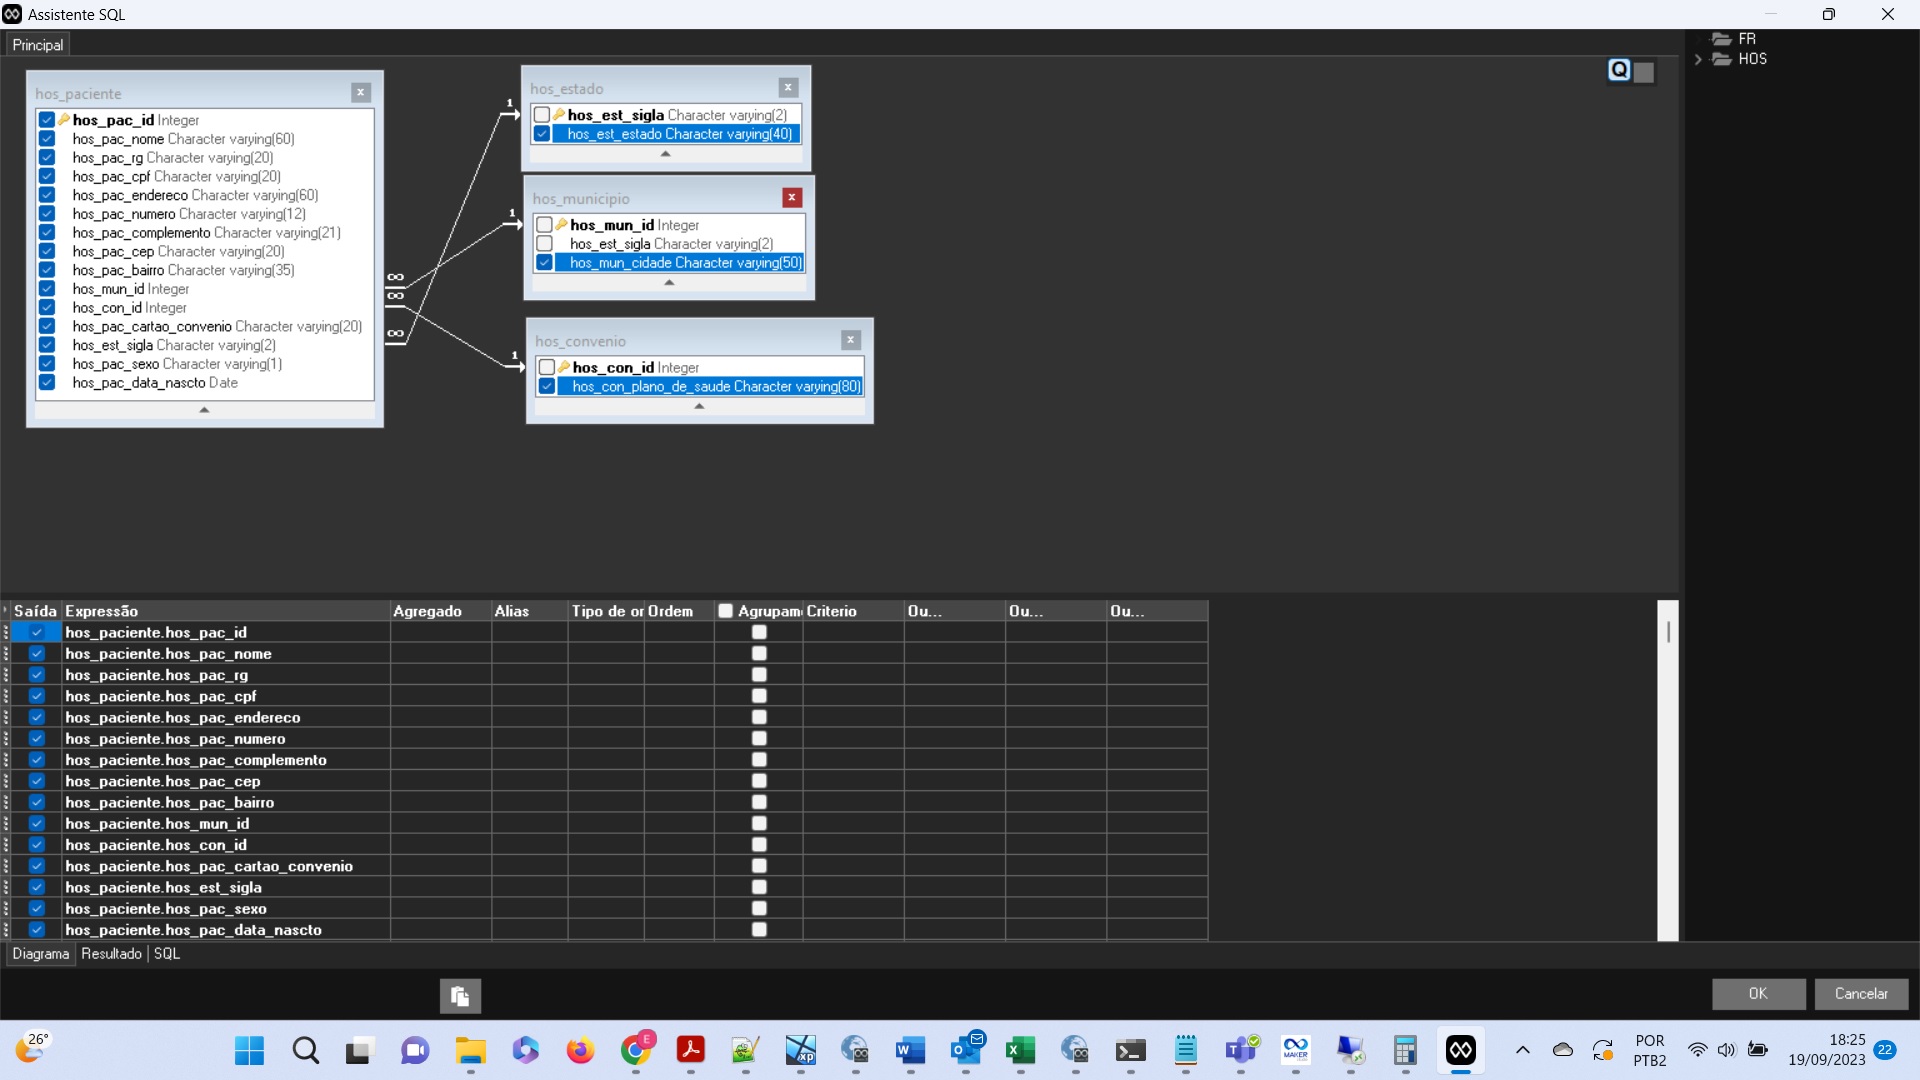 Assistente SQL
Principal
FR
HOS
Q
hos_paciente
x
hos_pac_id Integer
hos_pac_nome Character varying(60)
hos_pac_rg Character varying(20)
hos_pac_cpf Character varying(20)
hos_pac_endereco Character varying(60)
hos_pac_numero Character varying(12)
hos_pac_complemento Character varying(21)
hos_pac_cep Character varying(20)
hos_pac_bairro Character varying(35)
hos_mun_id Integer
hos_con_id Integer
hos_pac_cartao_convenio Character varying(20)
hos_est_sigla Character varying(2)
hos_pac_sexo Character varying(1)
hos_pac_data_nascto Date
∞
∞
∞
1
1
1
hos_estado
x
hos_est_sigla Character varying(2)
hos_est_estado Character varying(40)
hos_municipio
x
hos_mun_id Integer
hos_est_sigla Character varying(2)
hos_mun_cidade Character varying(50)
hos_convenio
x
hos_con_id Integer
hos_con_plano_de_saude Character varying(80)
Saída Expressão Agregado Alias Tipo de or Ordem Agrupam Criterio Ou... Ou... Ou...
hos_paciente.hos_pac_id
hos_paciente.hos_pac_nome
hos_paciente.hos_pac_rg
hos_paciente.hos_pac_cpf
hos_paciente.hos_pac_endereco
hos_paciente.hos_pac_numero
hos_paciente.hos_pac_complemento
hos_paciente.hos_pac_cep
hos_paciente.hos_pac_bairro
hos_paciente.hos_mun_id
hos_paciente.hos_con_id
hos_paciente.hos_pac_cartao_convenio
hos_paciente.hos_est_sigla
hos_paciente.hos_pac_sexo
hos_paciente.hos_pac_data_nascto
Diagrama Resultado SQL
OK Cancelar
26°
E
xp
W
O
X
T
MAKER
POR
PTB2
18:25
19/09/2023
22